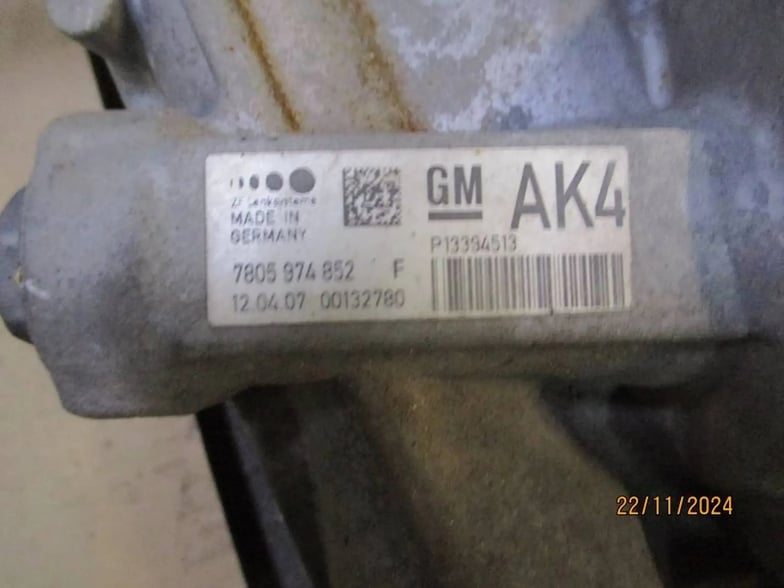 ZF Lenksysteme
MADE IN
GERMANY
7805 974 852 F
12.04.07 00132780
GM
AK4
P13394513
22/11/2024